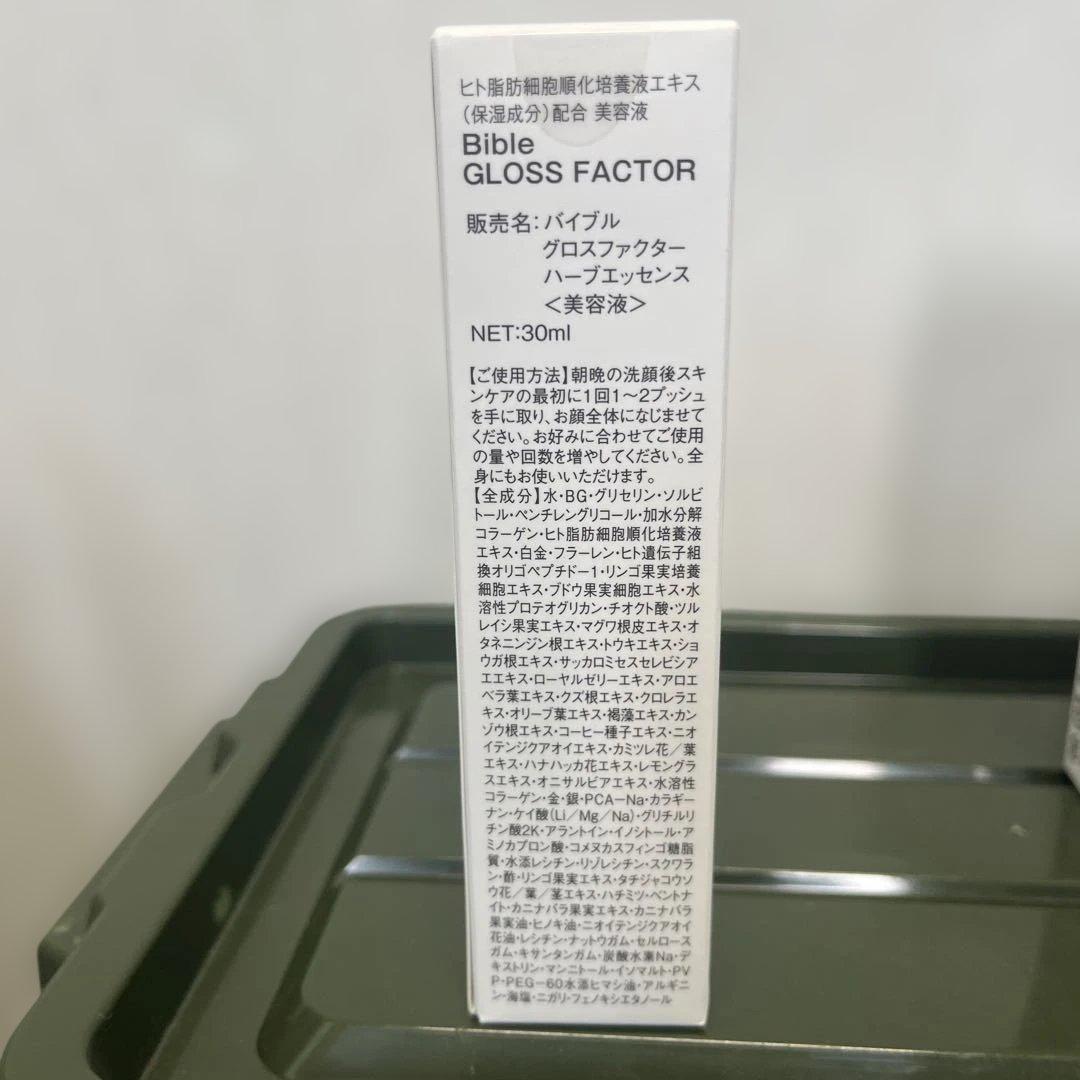 ヒト脂肪細胞順化培養液エキス
(保湿成分)配合 美容液
Bible
GLOSS FACTOR
販売名:バイブル
グロスファクター
ハーブエッセンス
<美容液>
NET:30ml
【ご使用方法】朝晩の洗顔後スキ
ンケアの最初に1回1〜2プッシュ
を手に取り、お顔全体になじませて
ください。お好みに合わせてご使用
の量や回数を増やしてください。全
身にもお使いいただけます。
【全成分】水・BG・グリセリン・ソルビ
トール・ペンチレングリコール・加水分解
コラーゲン・ヒト脂肪細胞順化培養液
エキス・白金・フラーレン・ヒト遺伝子組
換オリゴペプチドー1・リンゴ果実培養
細胞エキス・ブドウ果実細胞エキス・水
溶性プロテオグリカン・チオクト酸・ツル
レイシ果実エキス・マグワ根皮エキス・オ
タネニンジン根エキス・トウキエキス・ショ
ウガ根エキス・サッカロミセスセレビシア
エエキス・ローヤルゼリーエキス・アロエ
ベラ葉エキス・クズ根エキス・クロレラエ
キス・オリーブ葉エキス・褐藻エキス・カン
ゾウ根エキス・コーヒー種子エキス・ニオ
イテンジクアオイエキス・カミツレ花/葉
エキス・ハナハッカ花エキス・レモングラ
スエキス・オニサルビアエキス・水溶性
コラーゲン・金・銀・PCA-Na・カラギー
ナン・ケイ酸(Li/Mg/Na)・グリチルリ
チン酸2K・アラントイン・イノシトール・ア
ミノカプロン酸・コメヌカスフィンゴ糖脂
質・水添レシチン・リゾレシチン・スクワラ
ン・酢・リンゴ果実エキス・タチジャコウソ
ウ花/葉/茎エキス・ハチミツ・ベントナ
イト・カニナバラ果実エキス・カニナバラ
果実油・ヒノキ油・ニオイテンジクアオイ
花油・レシチン・ナットウガム・セルロース
ガム・キサンタンガム・炭酸水素Na・デ
キストリン・マンニトール・イソマルト・PV
P・PEG-60水添ヒマシ油・アルギニ
ン・海塩・ニガリ・フェノキシエタノール